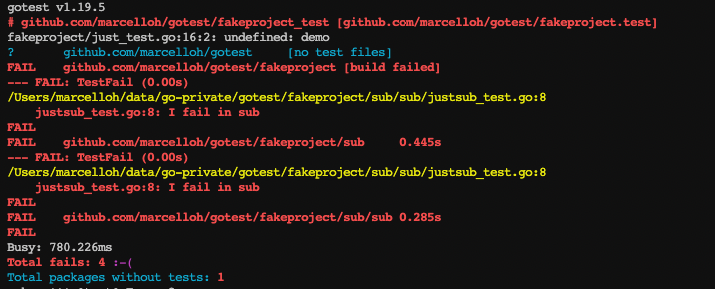 gotest v1.19.5
# github.com/marcelloh/gotest/fakeproject_test [github.com/marcelloh/gotest/fakeproject.test]
fakeproject/just_test.go:16:2: undefined: demo
? github.com/marcelloh/gotest [no test files]
FAIL github.com/marcelloh/gotest/fakeproject [build failed]
--- FAIL: TestFail (0.00s)
/Users/marcelloh/data/go-private/gotest/fakeproject/sub/sub/justsub_test.go:8
justsub_test.go:8: I fail in sub
FAIL
FAIL github.com/marcelloh/gotest/fakeproject/sub 0.445s
--- FAIL: TestFail (0.00s)
/Users/marcelloh/data/go-private/gotest/fakeproject/sub/sub/justsub_test.go:8
justsub_test.go:8: I fail in sub
FAIL
FAIL github.com/marcelloh/gotest/fakeproject/sub/sub 0.285s
FAIL
Busy: 780.226ms
Total fails: 4 :-(
Total packages without tests: 1